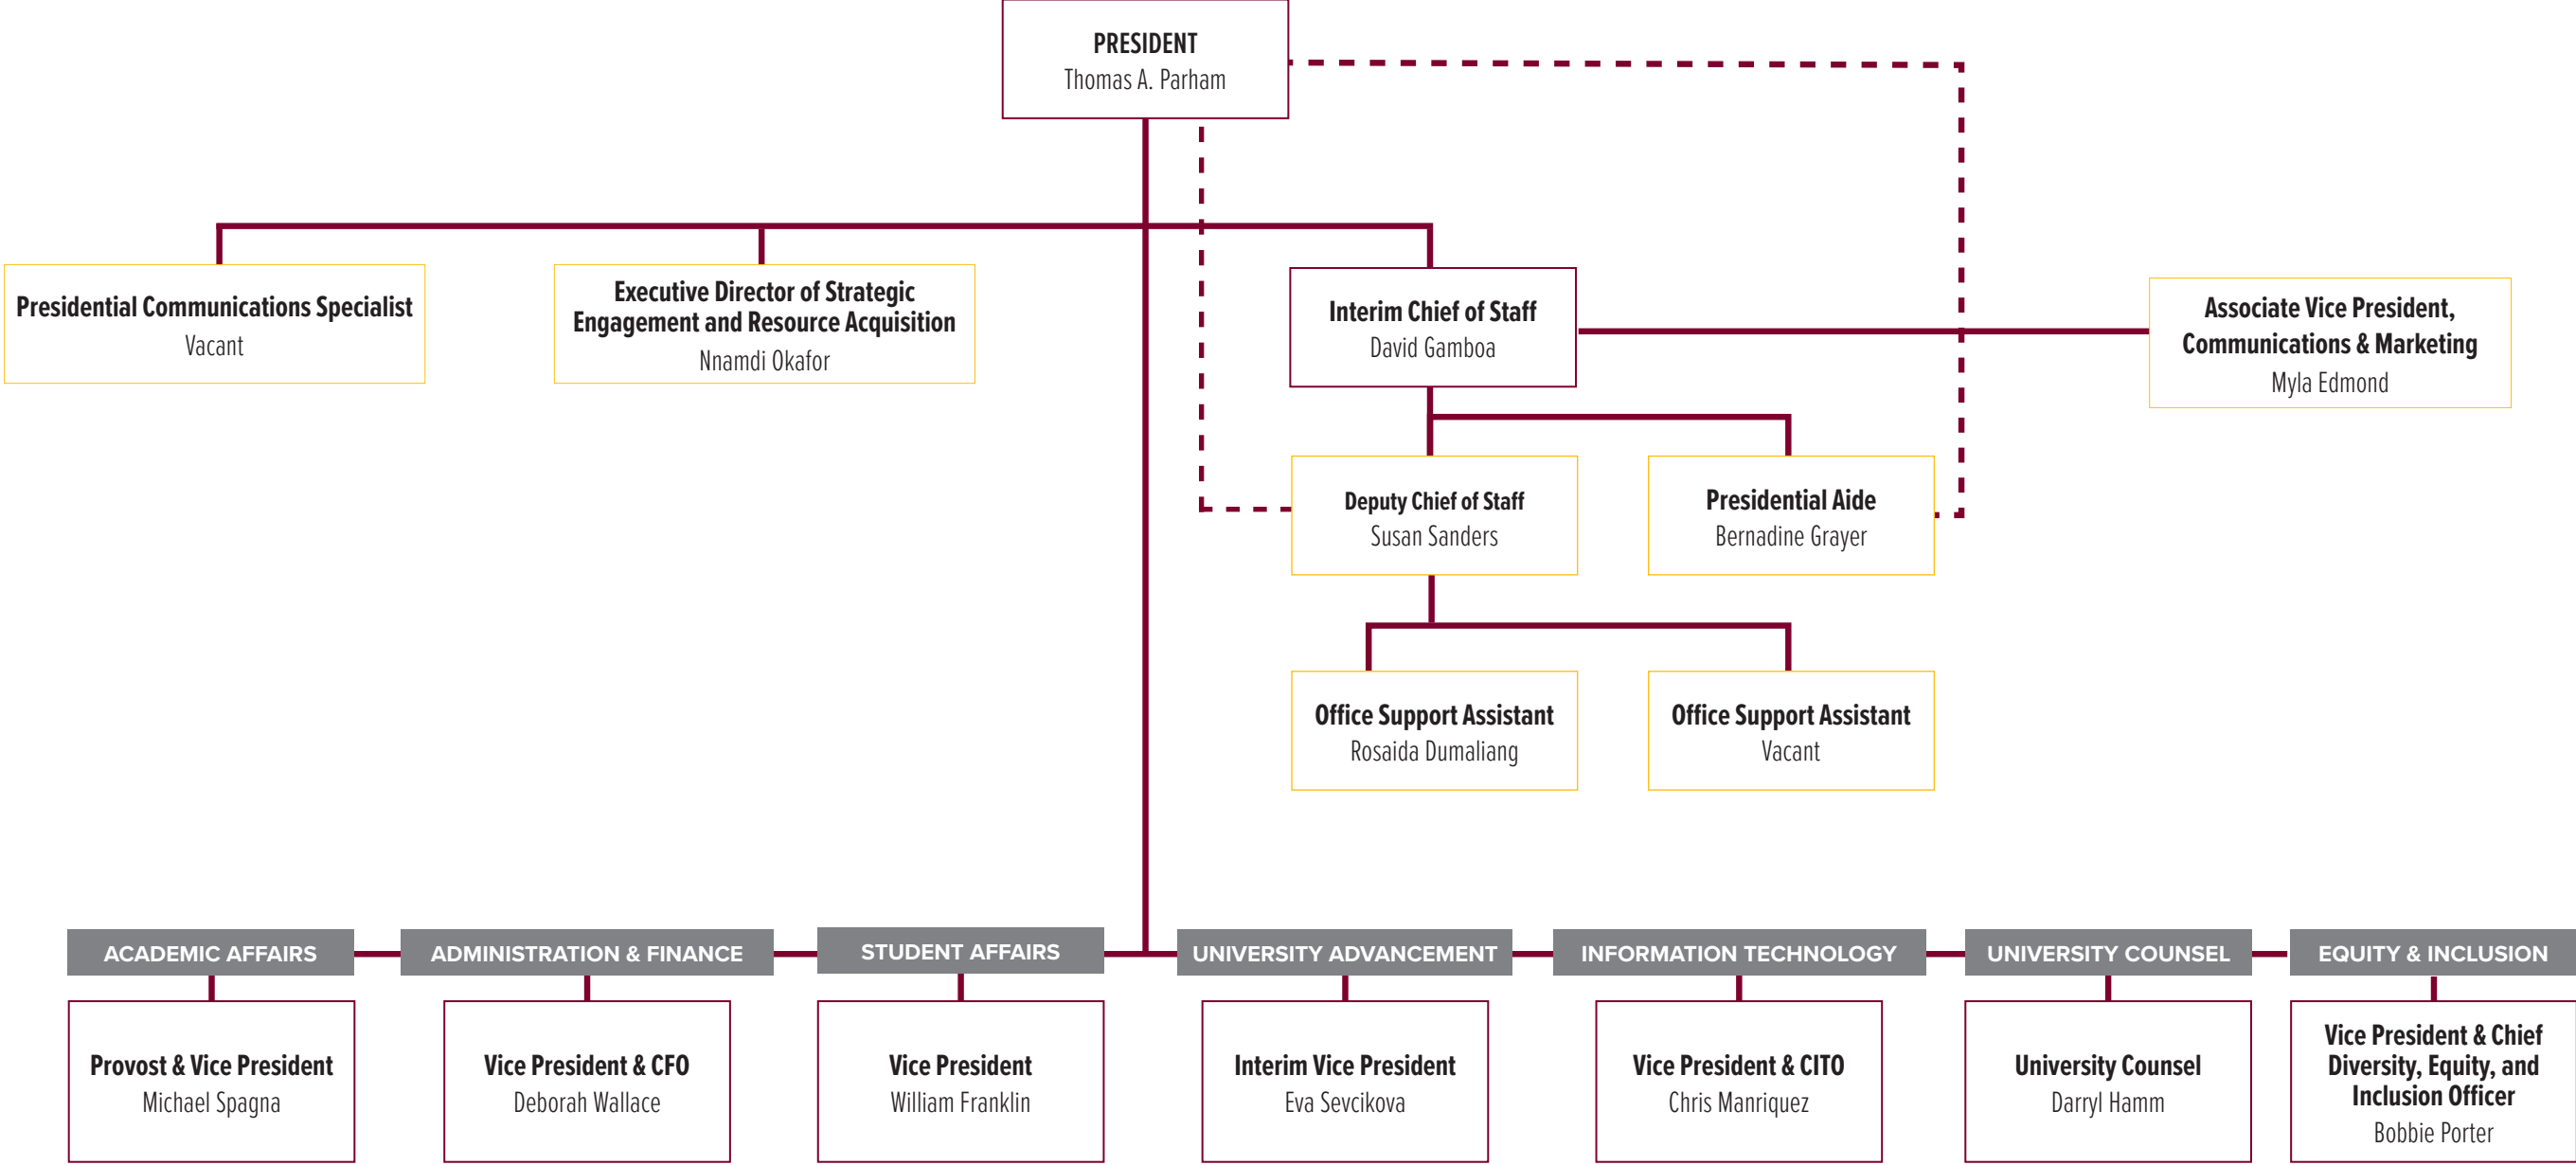 PRESIDENT
Thomas A. Parham
Presidential Communications Specialist
Vacant
Executive Director of Strategic
Engagement and Resource Acquisition
Nnamdi Okafor
Interim Chief of Staff
David Gamboa
Associate Vice President,
Communications & Marketing
Myla Edmond
Deputy Chief of Staff
Susan Sanders
Presidential Aide
Bernadine Grayer
Office Support Assistant
Rosaida Dumaliang
Office Support Assistant
Vacant
ACADEMIC AFFAIRS
Provost & Vice President
Michael Spagna
ADMINISTRATION & FINANCE
Vice President & CFO
Deborah Wallace
STUDENT AFFAIRS
Vice President
William Franklin
UNIVERSITY ADVANCEMENT
Interim Vice President
Eva Sevcikova
INFORMATION TECHNOLOGY
Vice President & CITO
Chris Manriquez
UNIVERSITY COUNSEL
University Counsel
Darryl Hamm
EQUITY & INCLUSION
Vice President & Chief
Diversity, Equity, and
Inclusion Officer
Bobbie Porter